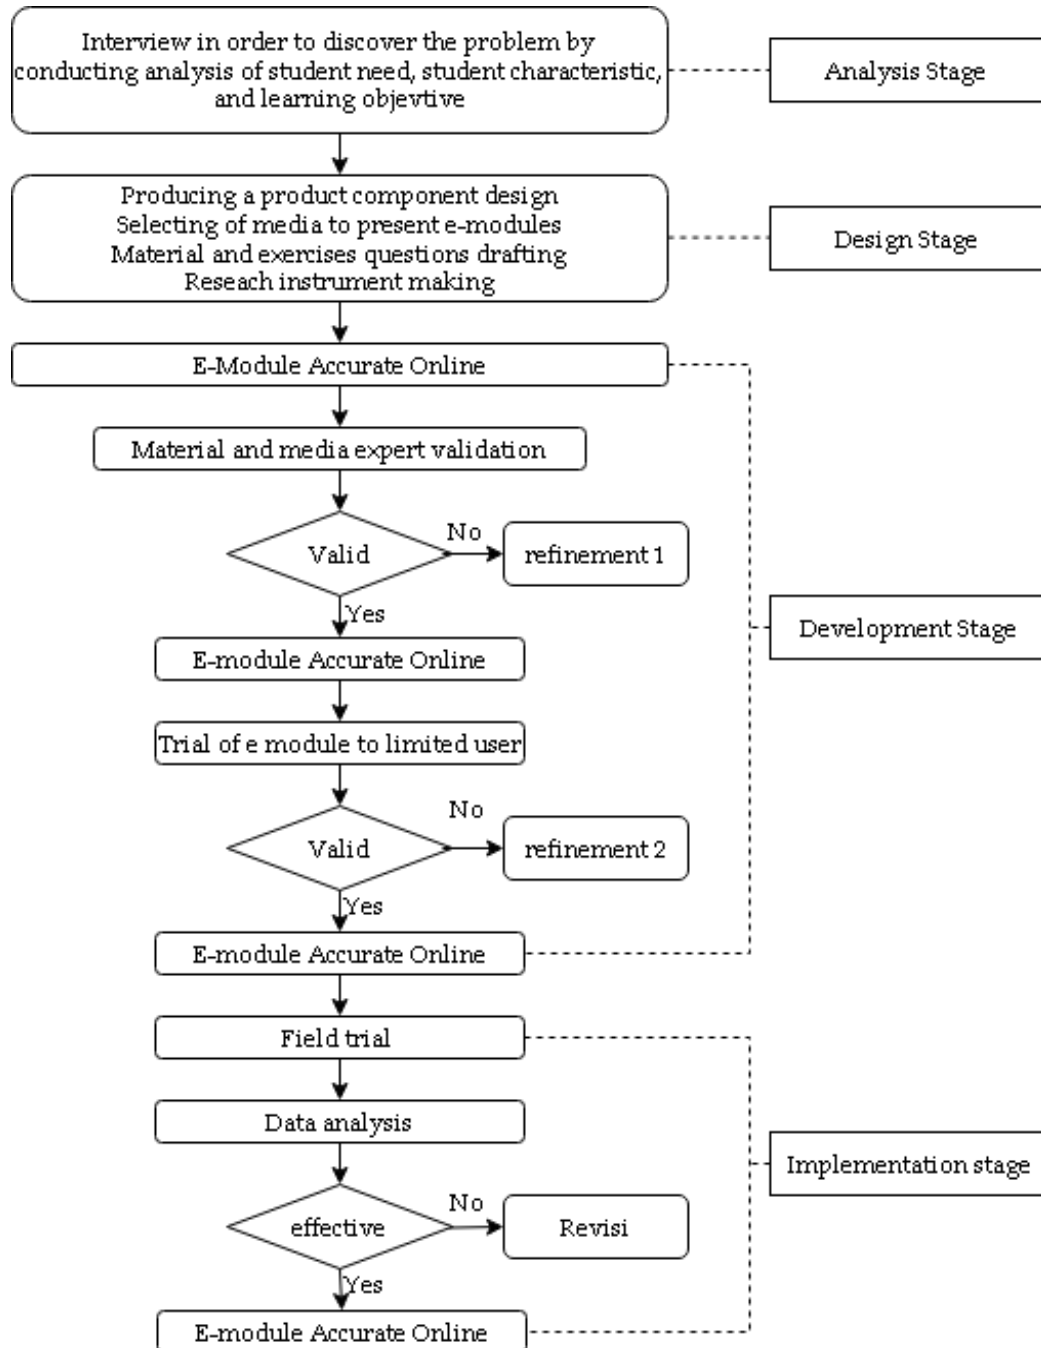 Interview in order to discover the problem by
conducting analysis of student need, student characteristic,
and learning objevtive
Analysis Stage
Producing a product component design
Selecting of media to present e-modules
Material and exercises questions drafting
Reseach instrument making
Design Stage
E-Module Accurate Online
Material and media expert validation
Valid
No
refinement 1
Yes
Development Stage
E-module Accurate Online
Trial of e module to limited user
Valid
No
refinement 2
Yes
E-module Accurate Online
Field trial
Data analysis
Implementation stage
effective
No
Revisi
Yes
E-module Accurate Online